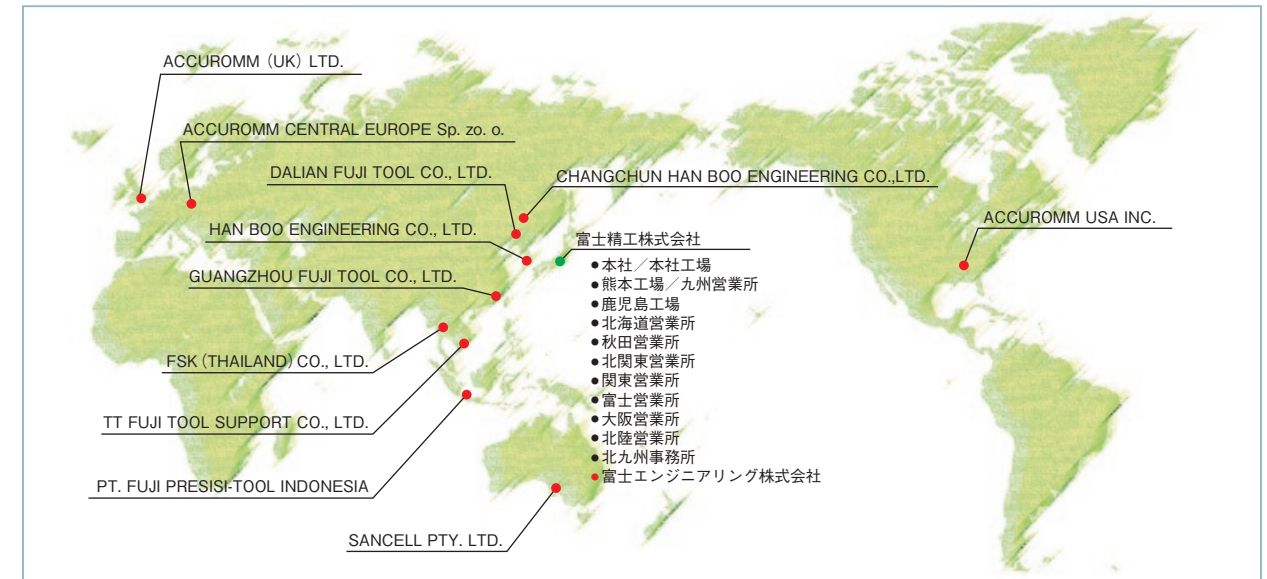 ACCUROMM (UK) LTD.
ACCUROMM CENTRAL EUROPE Sp. zo. o.
DALIAN FUJI TOOL CO., LTD.
CHANGCHUN HAN BOO ENGINEERING CO.,LTD.
ACCUROMM USA INC.
HAN BOO ENGINEERING CO., LTD.
富士精工株式会社
●本社／本社工場
●熊本工場／九州営業所
●鹿児島工場
●北海道営業所
●秋田営業所
●北関東営業所
●関東営業所
●富士営業所
●大阪営業所
●北陸営業所
●北九州事務所
●富士エンジニアリング株式会社
GUANGZHOU FUJI TOOL CO., LTD.
FSK (THAILAND) CO., LTD.
TT FUJI TOOL SUPPORT CO., LTD.
PT. FUJI PRESISI-TOOL INDONESIA
SANCELL PTY. LTD.